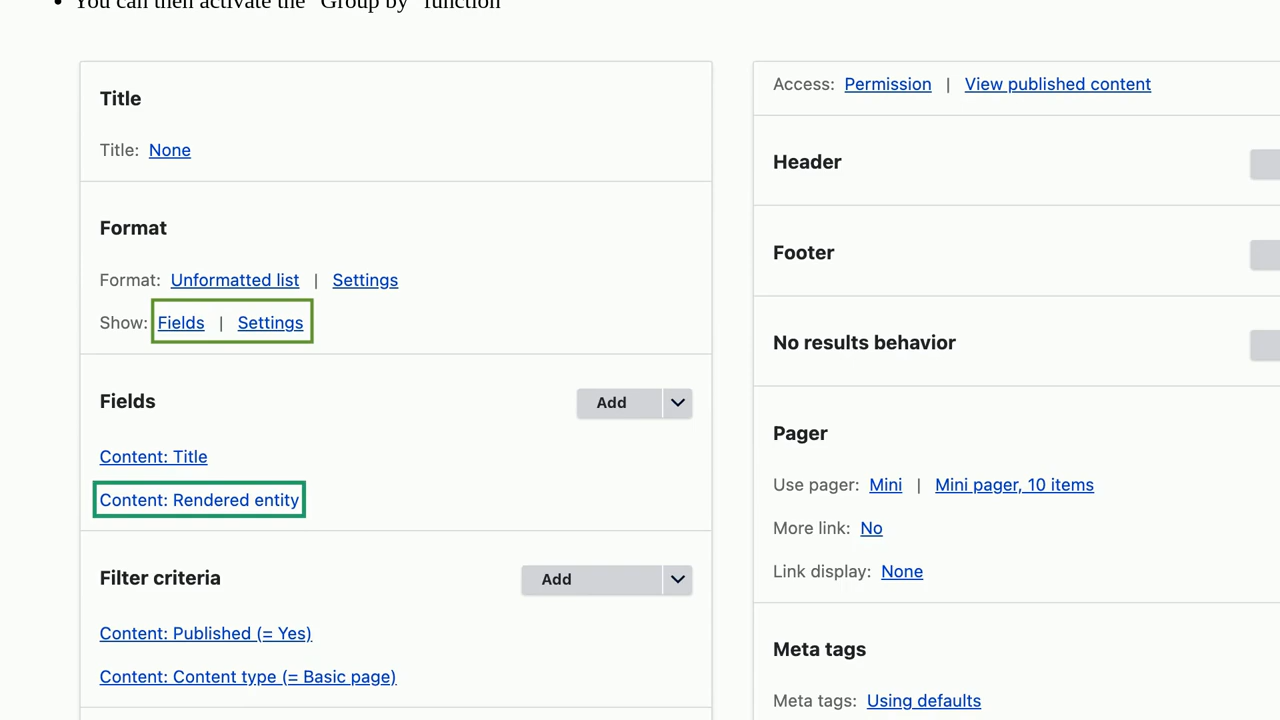 You can then activate the "Group by" function
Title
Title: None
Format
Format: Unformatted list | Settings
Show: Fields | Settings
Fields
Add
Content: Title
Content: Rendered entity
Filter criteria
Add
Content: Published (= Yes)
Content: Content type (= Basic page)
Access: Permission | View published content
Header
Footer
No results behavior
Pager
Use pager: Mini | Mini pager, 10 items
More link: No
Link display: None
Meta tags
Meta tags: Using defaults